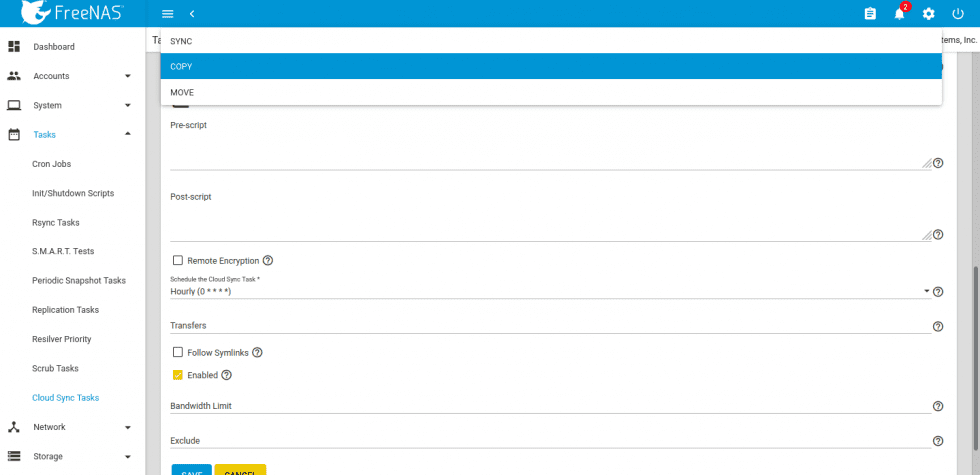 FreeNAS
2
Dashboard
Accounts
System
Tasks
Cron Jobs
Init/Shutdown Scripts
Rsync Tasks
S.M.A.R.T. Tests
Periodic Snapshot Tasks
Replication Tasks
Resilver Priority
Scrub Tasks
Cloud Sync Tasks
Network
Storage
SYNC
COPY
MOVE
Inc.
Pre-script
Post-script
Remote Encryption
Schedule the Cloud Sync Task *
Hourly (0 * * * *)
Transfers
Follow Symlinks
Enabled
Bandwidth Limit
Exclude
SAVE CANCEL